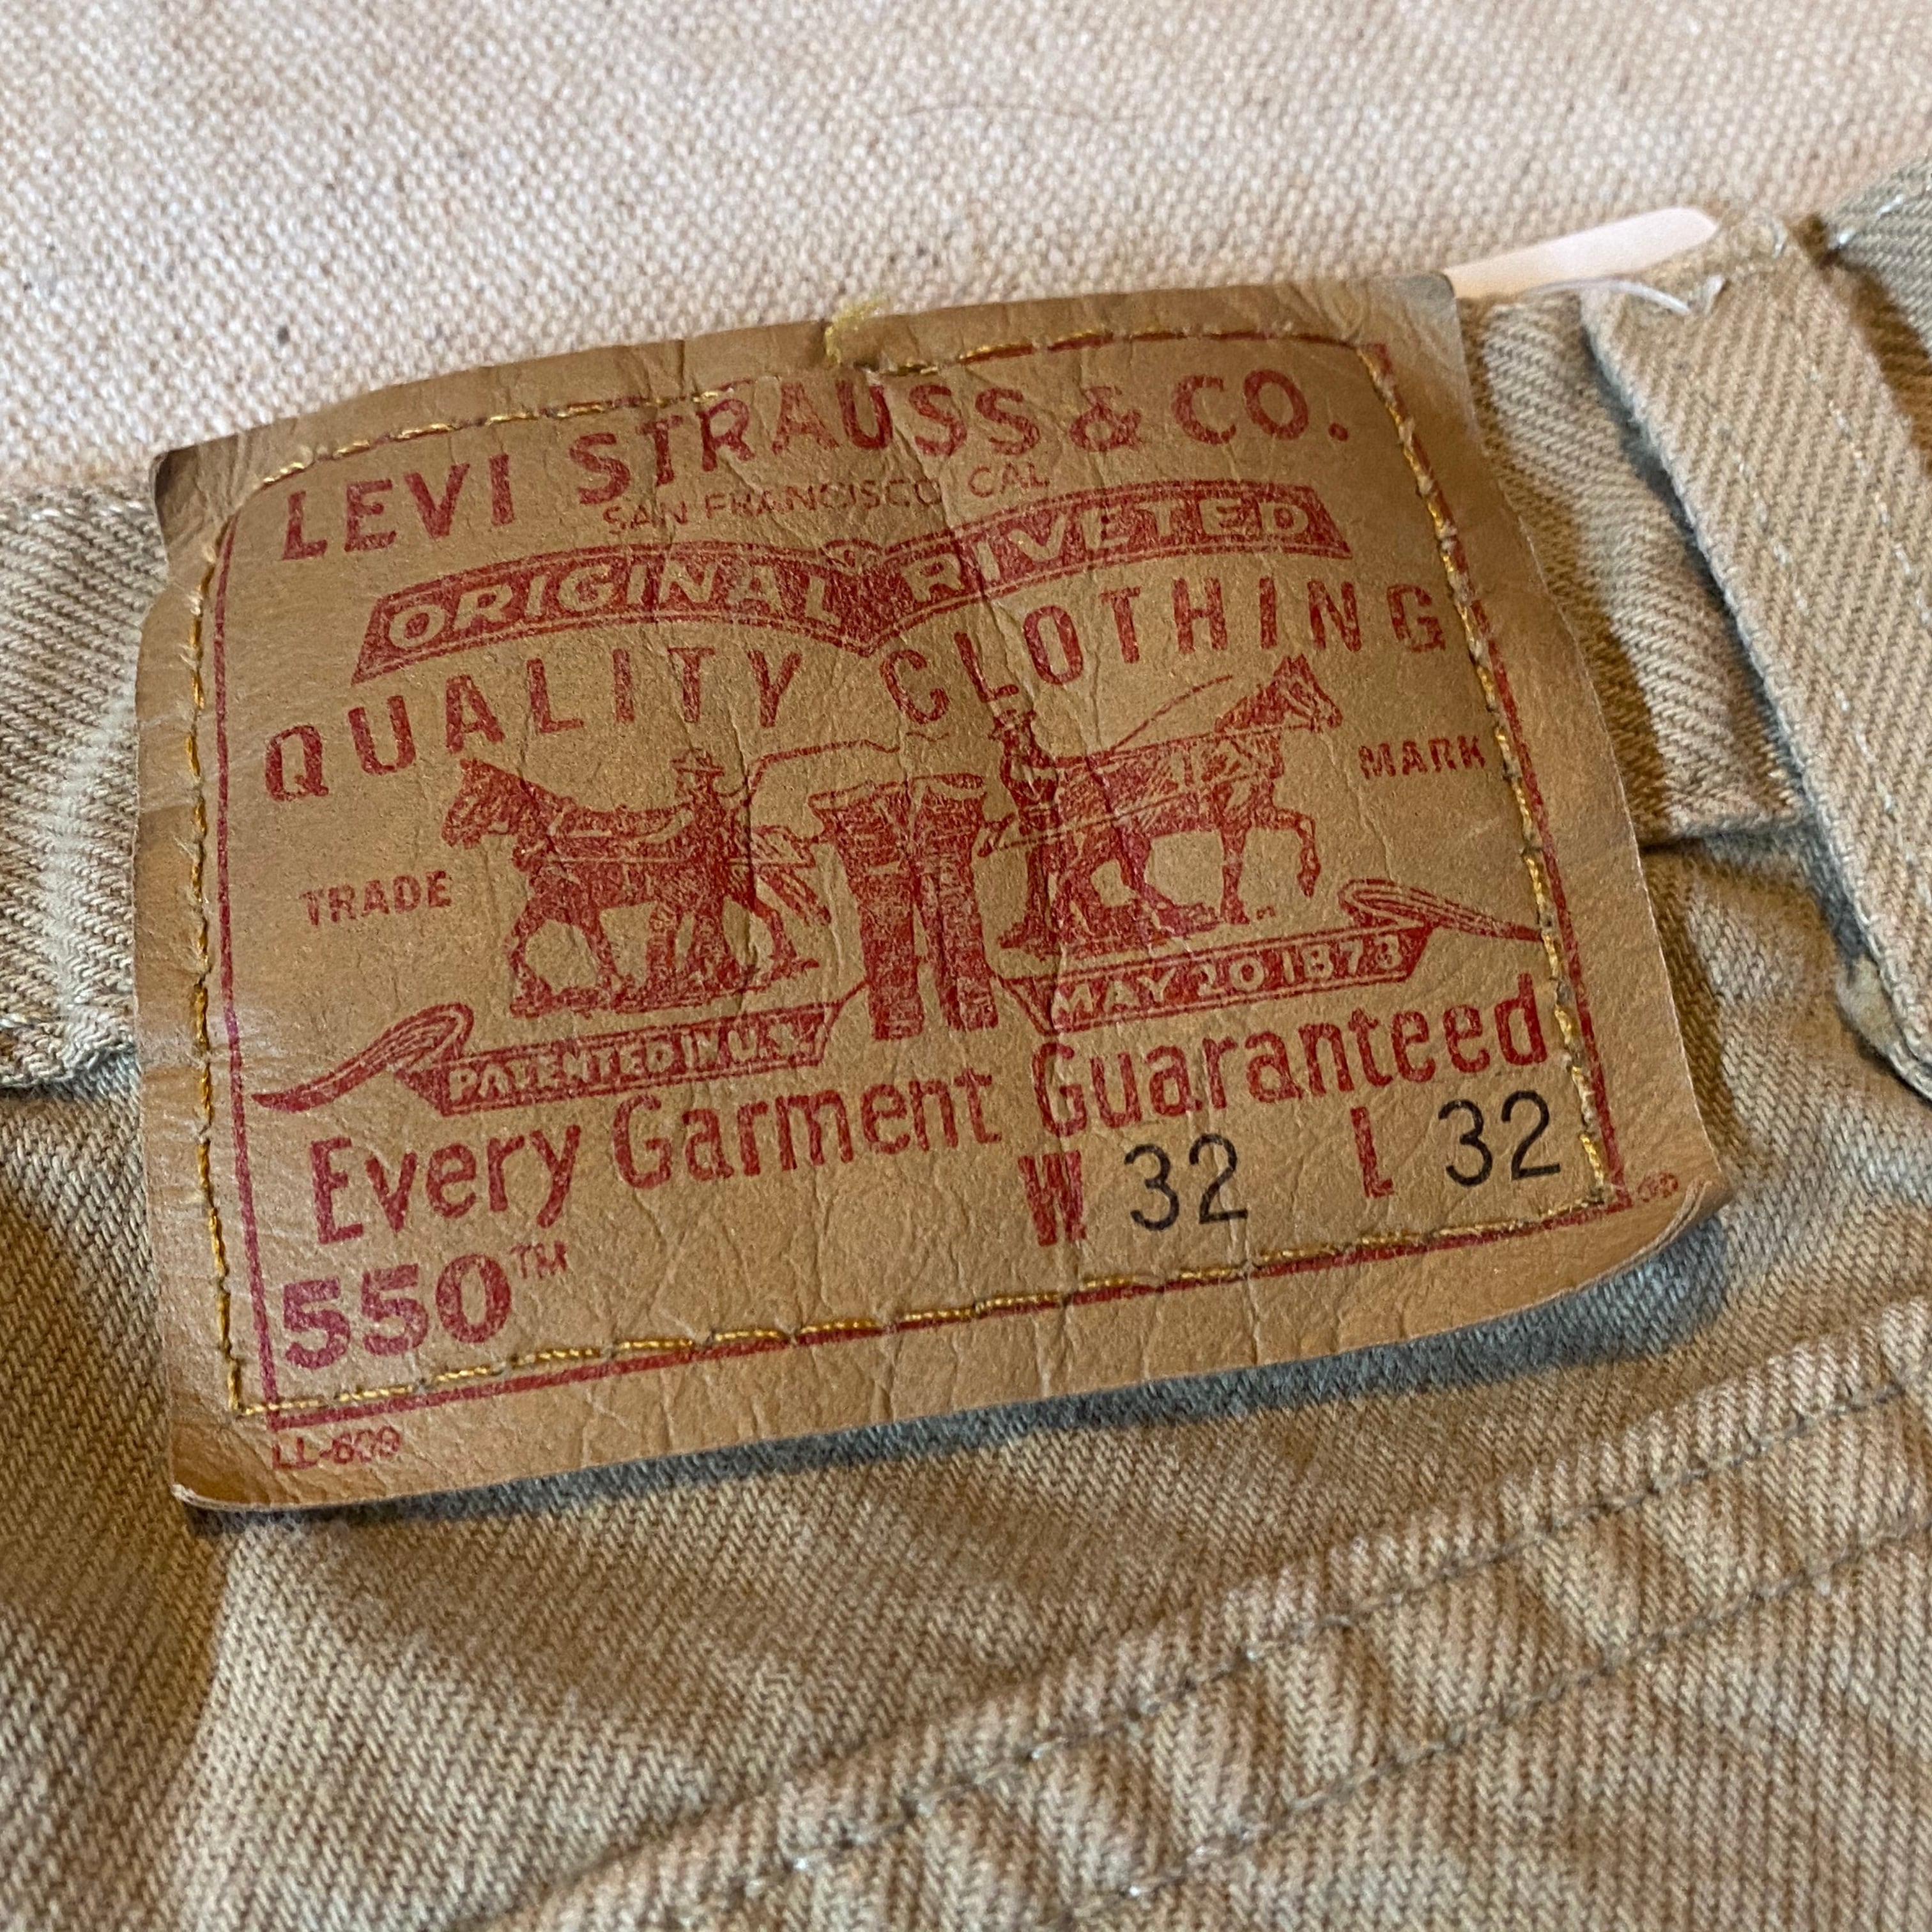 LEVI STRAUSS & CO.
SAN FRANCISCO CAL
ORIGINAL RIVETED
QUALITY CLOTHING
TRADE MARK
PATENTED IN U.S. MAY 20 1873
Every Garment Guaranteed
W 32 L 32
550™